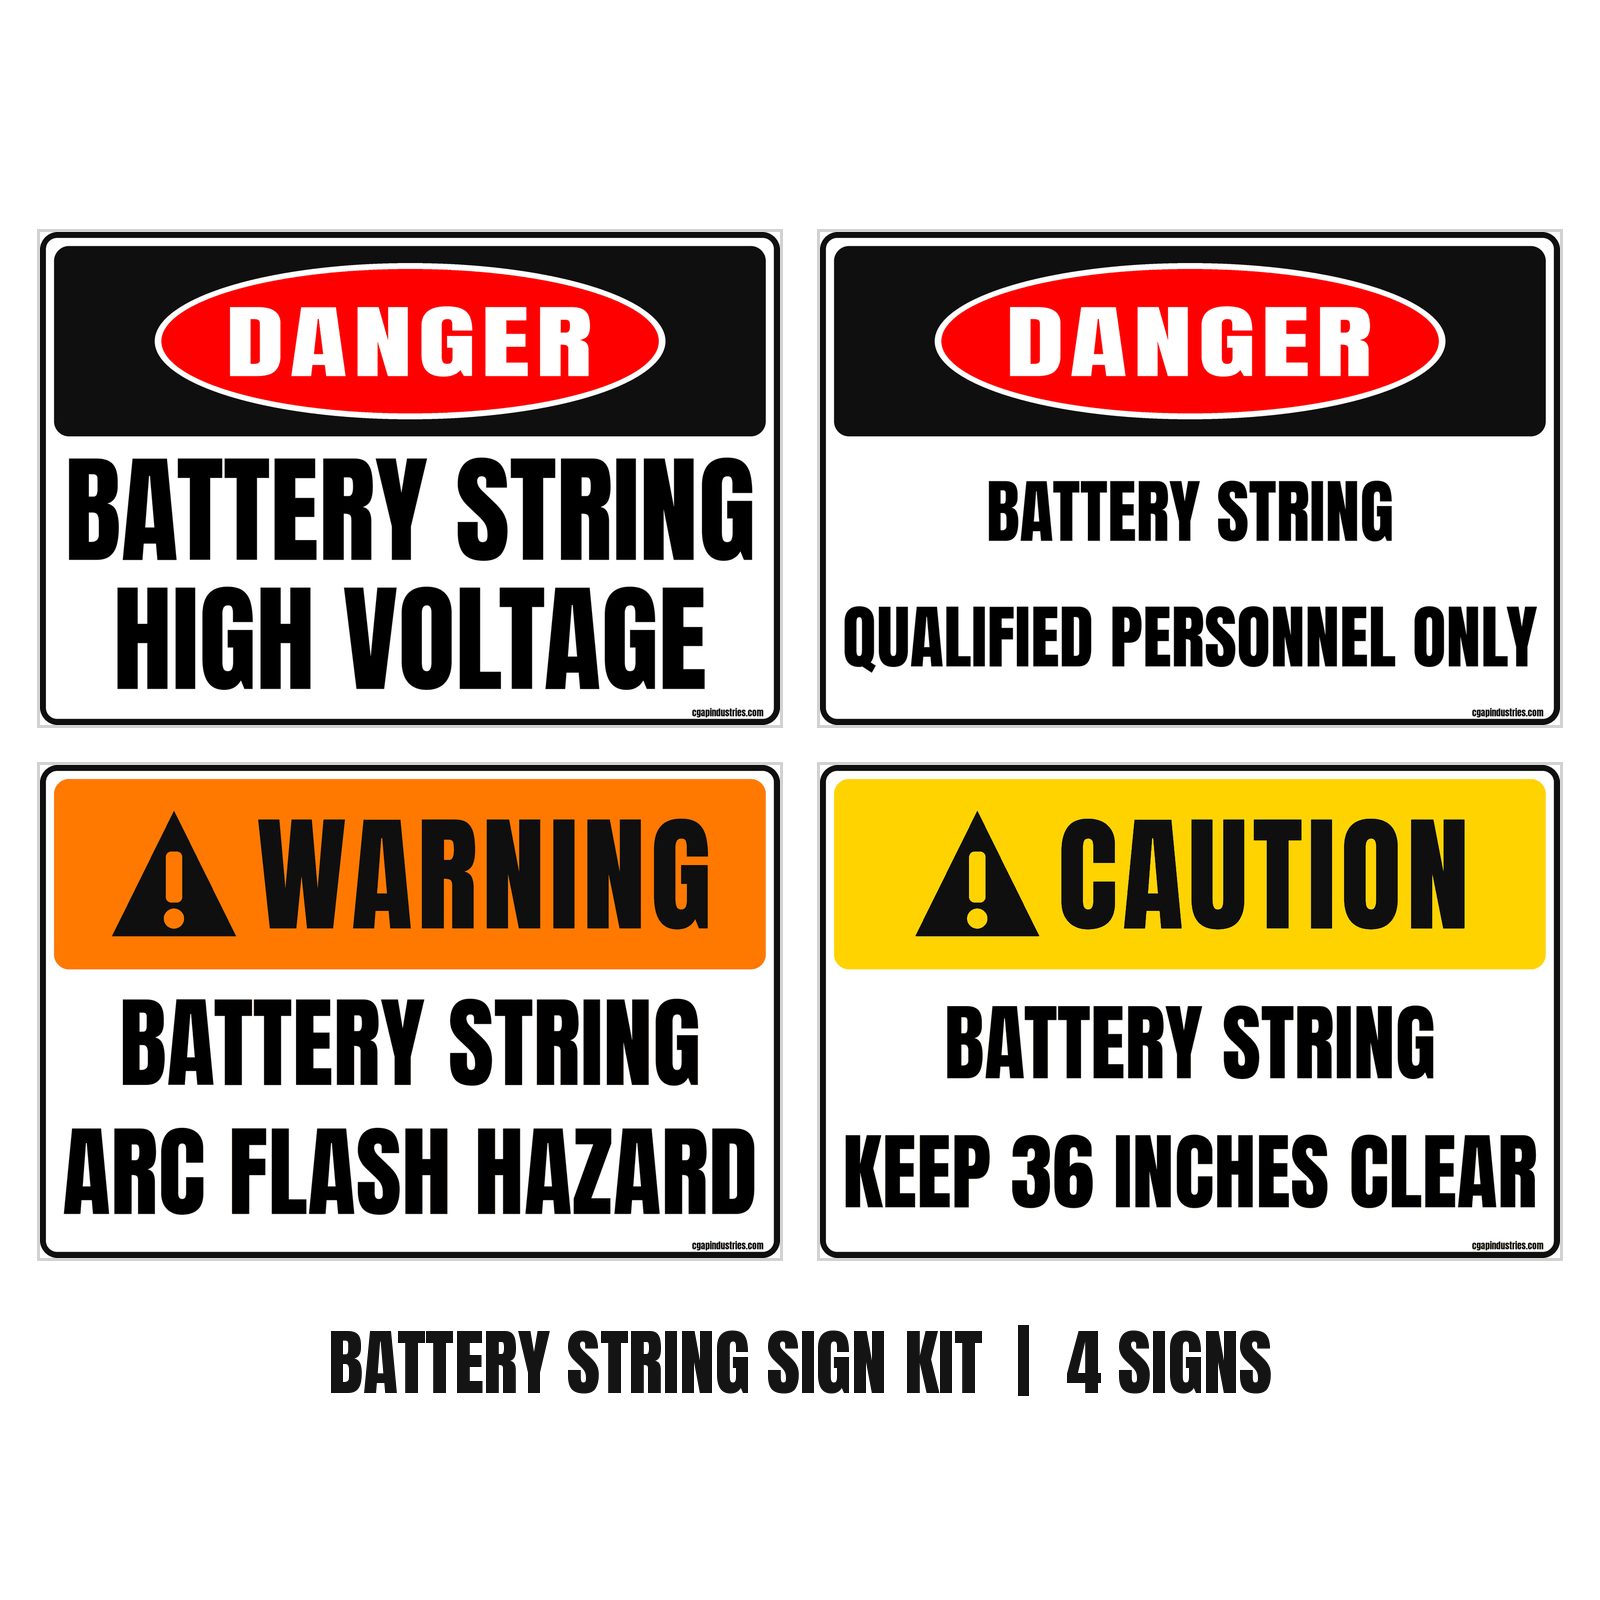 DANGER
BATTERY STRING
HIGH VOLTAGE
cgapindustries.com
DANGER
BATTERY STRING
QUALIFIED PERSONNEL ONLY
cgapindustries.com
WARNING
BATTERY STRING
ARC FLASH HAZARD
cgapindustries.com
CAUTION
BATTERY STRING
KEEP 36 INCHES CLEAR
cgapindustries.com
BATTERY STRING SIGN KIT | 4 SIGNS